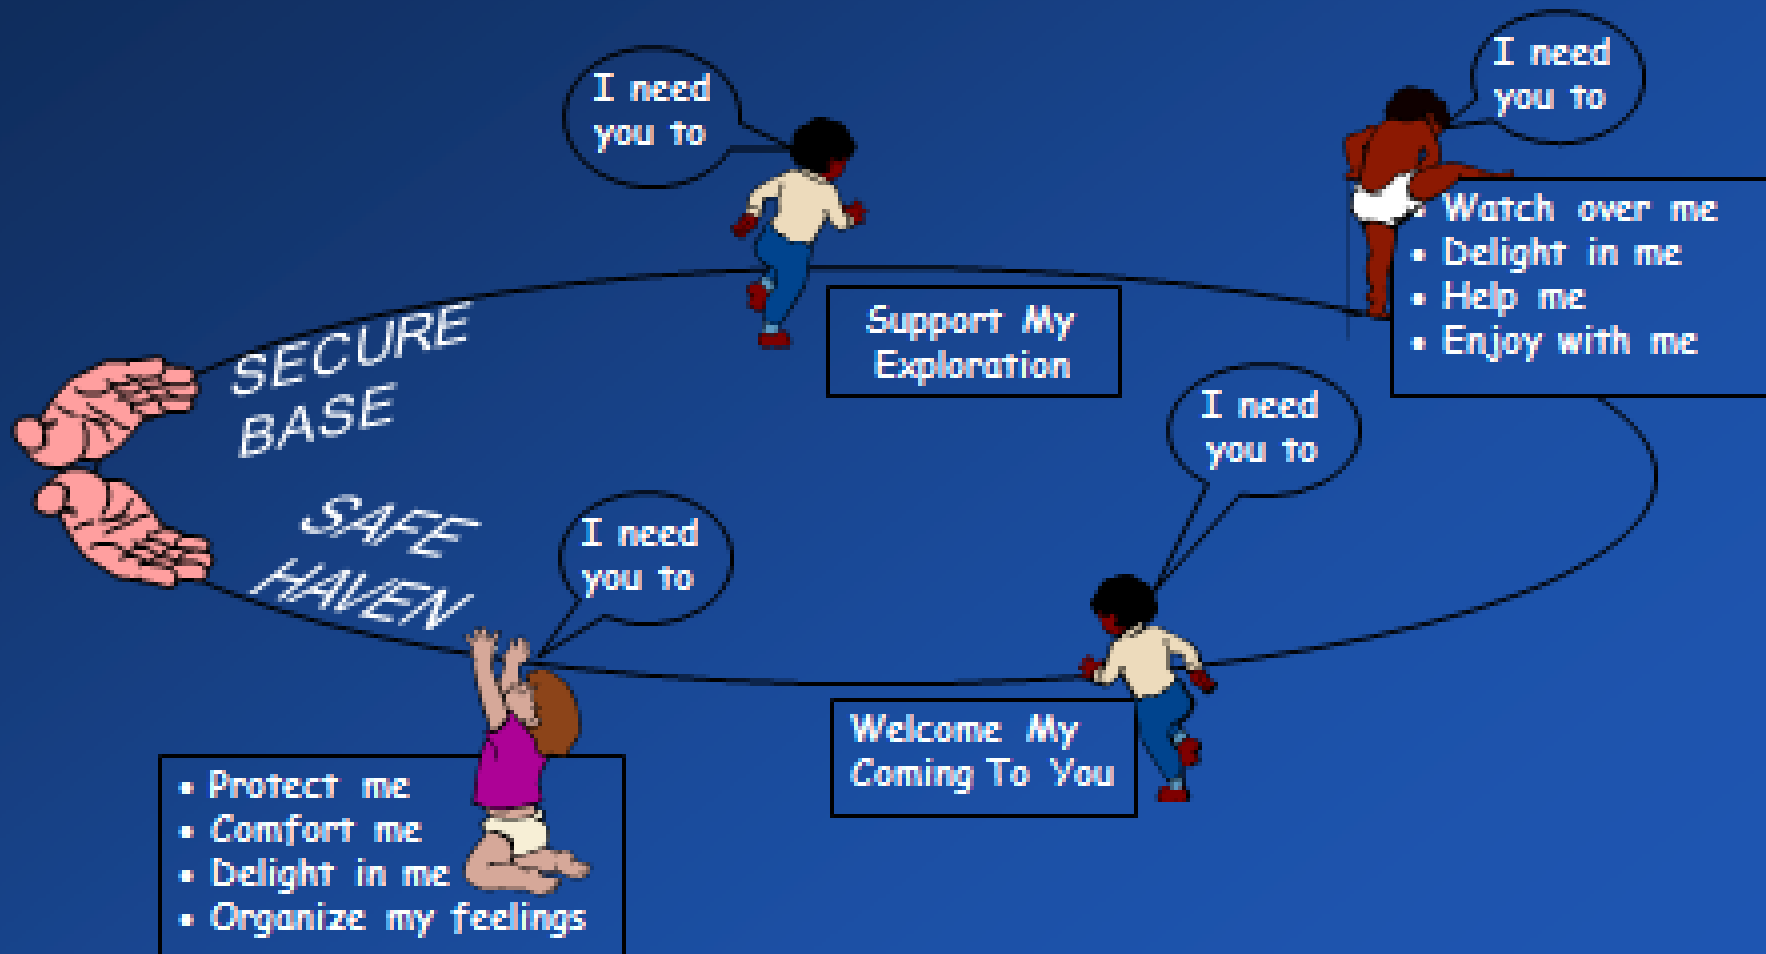 I need
you to
I need
you to
• Watch over me
• Delight in me
• Help me
• Enjoy with me
SECURE
BASE
Support My
Exploration
I need
you to
SAFE
HAVEN
I need
you to
Welcome My
Coming To You
• Protect me
• Comfort me
• Delight in me
• Organize my feelings